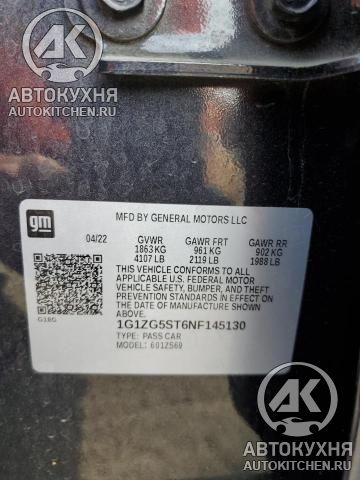 АК
АВТОКУХНЯ
AUTOKITCHEN.RU
gm
MFD BY GENERAL MOTORS LLC
04/22 GVWR GAWR FRT GAWR RR
1863 KG 961 KG 902 KG
4107 LB 2119 LB 1988 LB
THIS VEHICLE CONFORMS TO ALL
APPLICABLE U.S. FEDERAL MOTOR
VEHICLE SAFETY, BUMPER, AND THEFT
PREVENTION STANDARDS IN EFFECT ON
THE DATE OF MANUFACTURE SHOWN ABOVE.
G18G
1G1ZG5ST6NF145130
TYPE: PASS CAR
MODEL: 601ZS69
АК
АВТОКУХНЯ
AUTOKITCHEN.RU